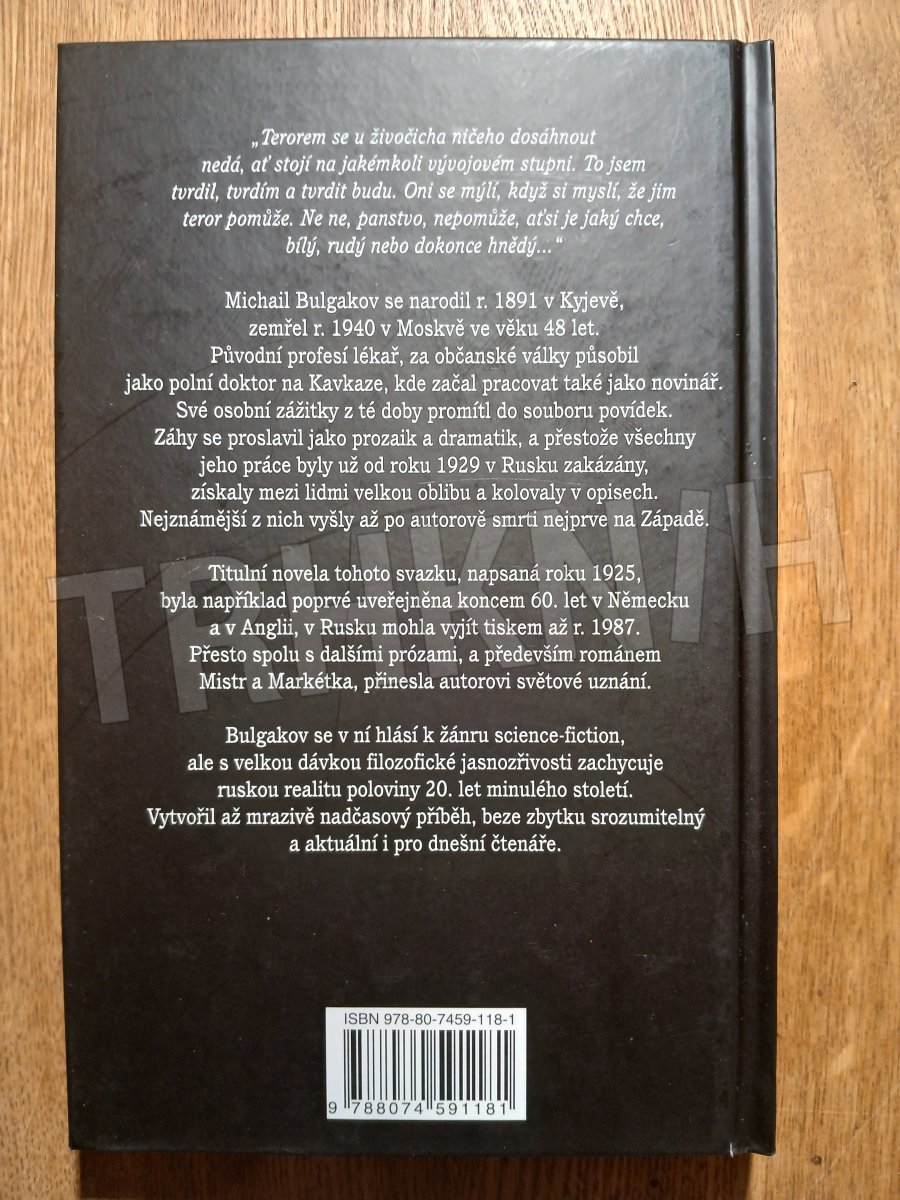 „Terorem se u živočicha ničeho dosáhnout
nedá, ať stojí na jakémkoli vývojovém stupni. To jsem
tvrdil, tvrdím a tvrdit budu. Oni se mýlí, když si myslí, že jim
teror pomůže. Ne ne, panstvo, nepomůže, aťsi je jaký chce,
bílý, rudý nebo dokonce hnědý...“
Michail Bulgakov se narodil r. 1891 v Kyjevě,
zemřel r. 1940 v Moskvě ve věku 48 let.
Původní profesí lékař, za občanské války působil
jako polní doktor na Kavkaze, kde začal pracovat také jako novinář.
Své osobní zážitky z té doby promítl do souboru povídek.
Záhy se proslavil jako prozaik a dramatik, a přestože všechny
jeho práce byly už od roku 1929 v Rusku zakázány,
získaly mezi lidmi velkou oblibu a kolovaly v opisech.
Nejznámější z nich vyšly až po autorově smrti nejprve na Západě.
Titulní novela tohoto svazku, napsaná roku 1925,
byla například poprvé uveřejněna koncem 60. let v Německu
a v Anglii, v Rusku mohla vyjít tiskem až r. 1987.
Přesto spolu s dalšími prózami, a především románem
Mistr a Markétka, přinesla autorovi světové uznání.
Bulgakov se v ní hlásí k žánru science-fiction,
ale s velkou dávkou filozofické jasnozřivosti zachycuje
ruskou realitu poloviny 20. let minulého století.
Vytvořil až mrazivě nadčasový příběh, beze zbytku srozumitelný
a aktuální i pro dnešní čtenáře.
TRHKNIH
ISBN 978-80-7459-118-1
9 788074 591181